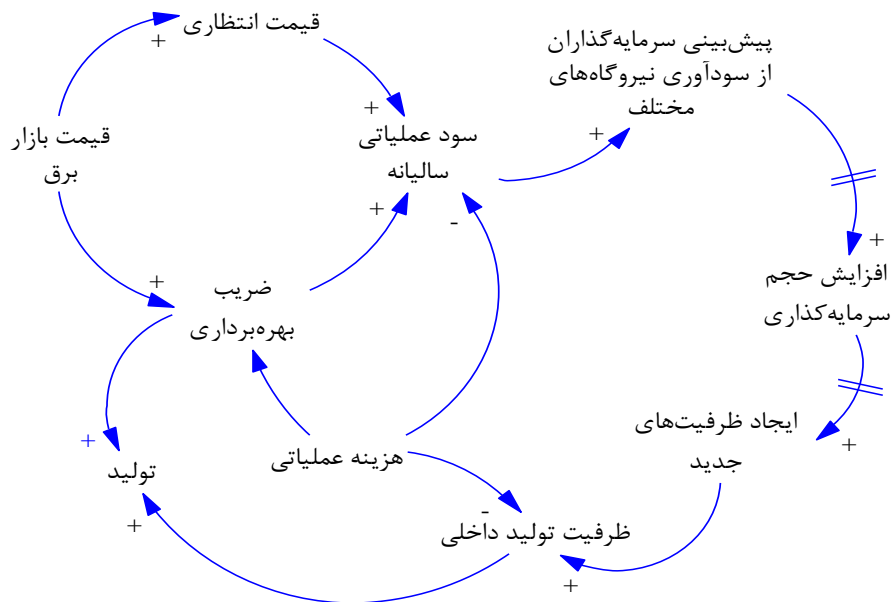 قیمت انتظاری
+
پیش‌بینی سرمایه‌گذاران
از سودآوری نیروگاه‌های
مختلف
+
+
قیمت بازار
برق
سود عملیاتی
سالیانه
+
-
+
افزایش حجم
سرمایه‌کذاری
+
ضریب
بهره‌برداری
ایجاد ظرفیت‌های
جدید
+
+
تولید
هزینه عملیاتی
+
-
ظرفیت تولید داخلی
+